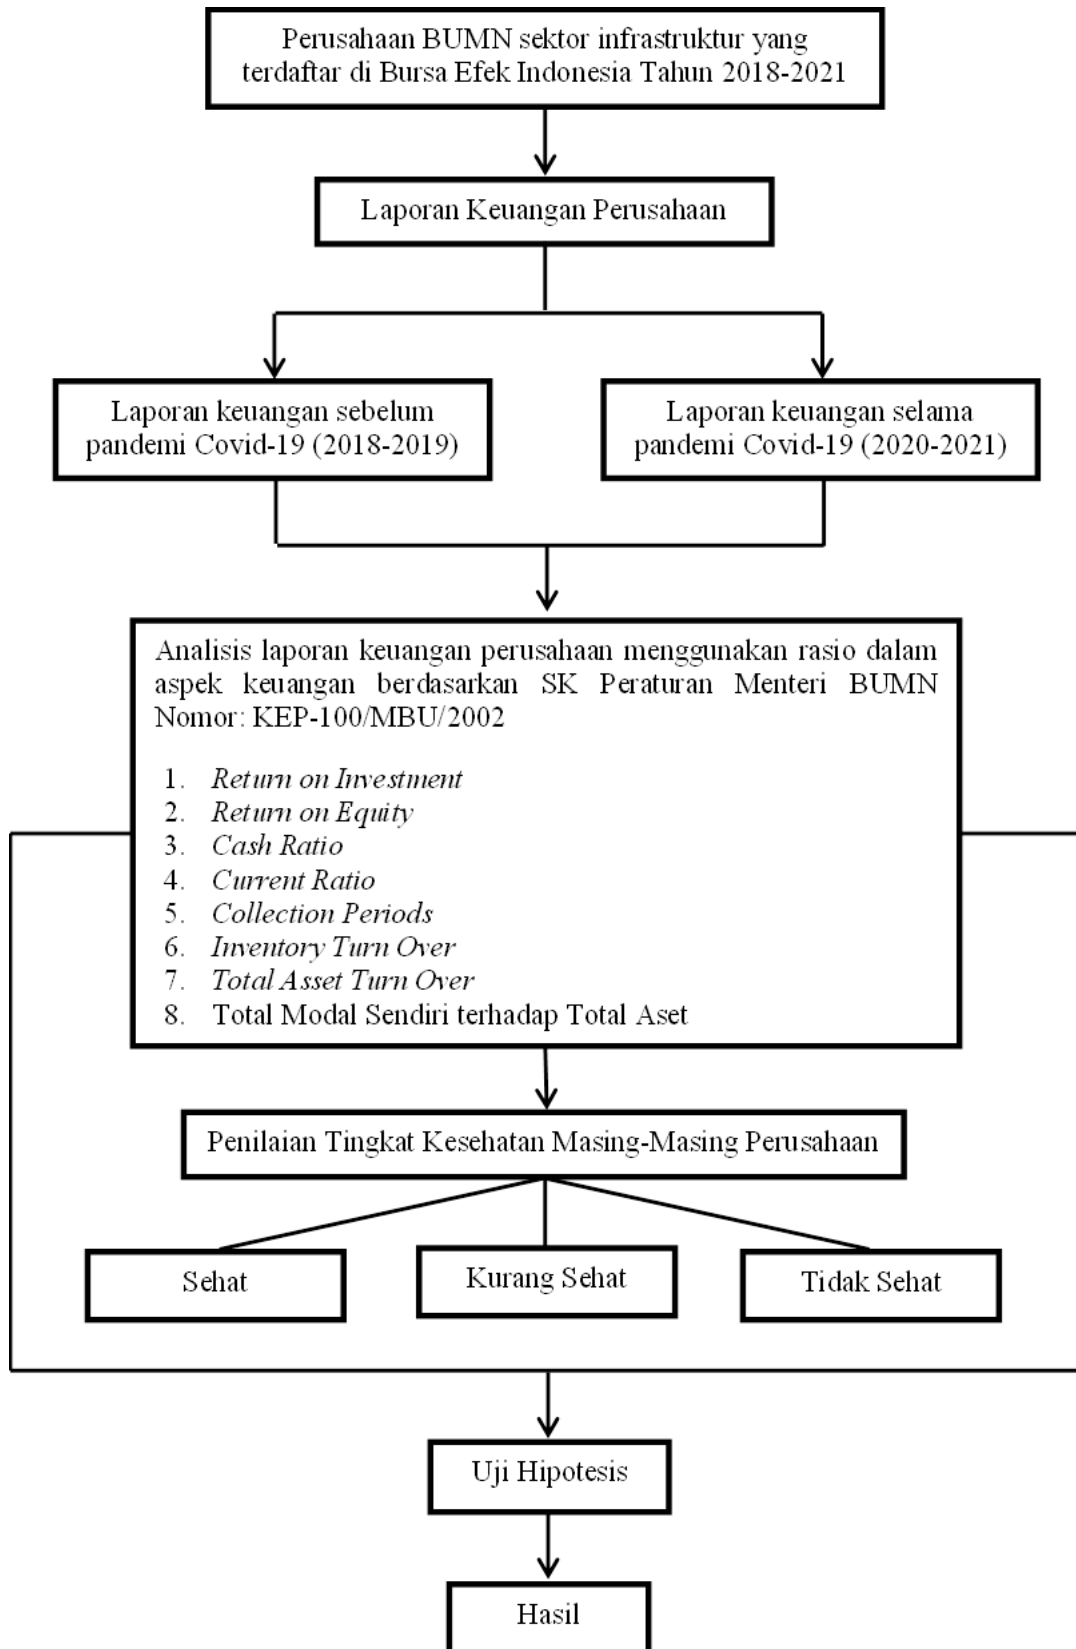 Perusahaan BUMN sektor infrastruktur yang
terdaftar di Bursa Efek Indonesia Tahun 2018-2021
Laporan Keuangan Perusahaan
Laporan keuangan sebelum
pandemi Covid-19 (2018-2019)
Laporan keuangan selama
pandemi Covid-19 (2020-2021)
Analisis laporan keuangan perusahaan menggunakan rasio dalam
aspek keuangan berdasarkan SK Peraturan Menteri BUMN
Nomor: KEP-100/MBU/2002
1. Return on Investment
2. Return on Equity
3. Cash Ratio
4. Current Ratio
5. Collection Periods
6. Inventory Turn Over
7. Total Asset Turn Over
8. Total Modal Sendiri terhadap Total Aset
Penilaian Tingkat Kesehatan Masing-Masing Perusahaan
Sehat
Kurang Sehat
Tidak Sehat
Uji Hipotesis
Hasil